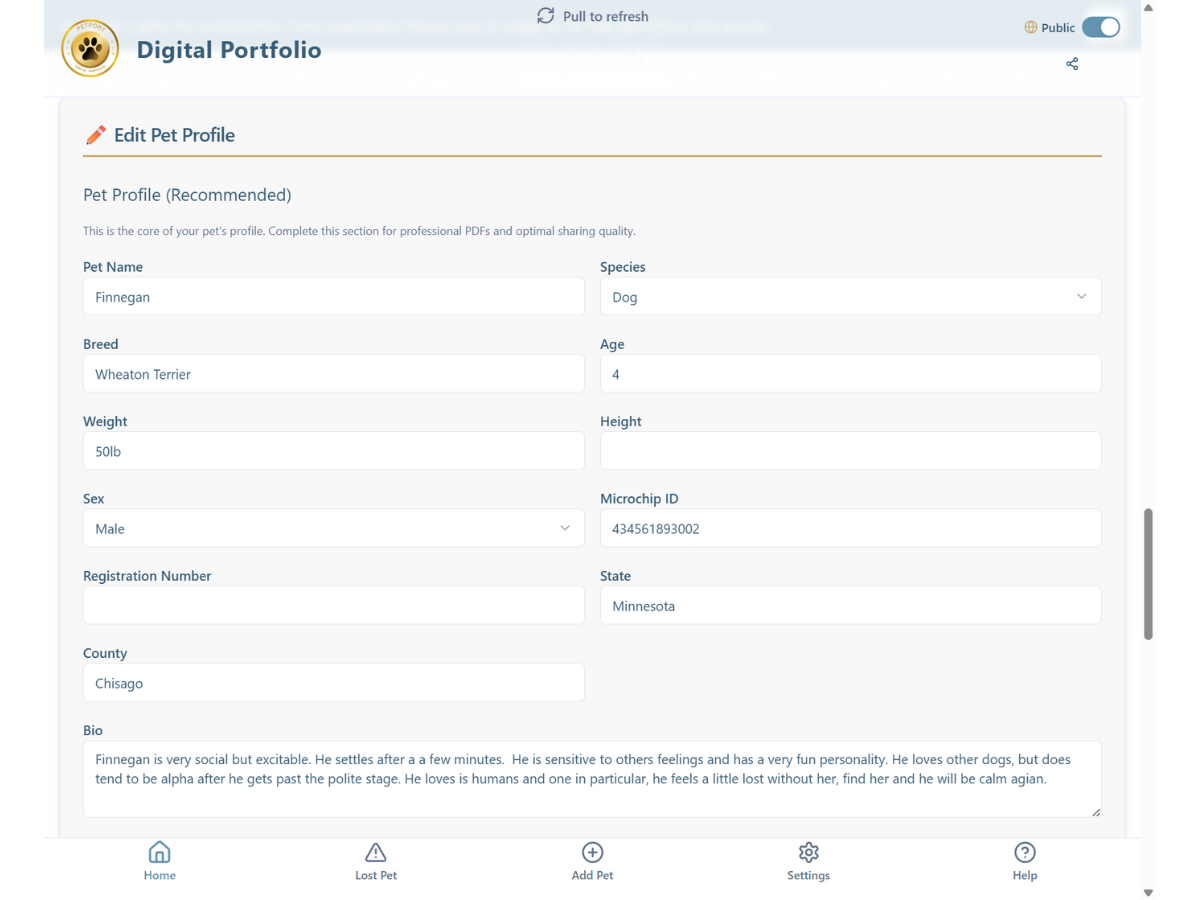 Pull to refresh
PETPORT
Digital Portfolio
Public
Edit Pet Profile
Pet Profile (Recommended)
This is the core of your pet's profile. Complete this section for professional PDFs and optimal sharing quality.
Pet Name
Species
Finnegan
Dog
Breed
Age
Wheaton Terrier
4
Weight
Height
50lb
Sex
Microchip ID
Male
434561893002
Registration Number
State
Minnesota
County
Chisago
Bio
Finnegan is very social but excitable. He settles after a a few minutes.  He is sensitive to others feelings and has a very fun personality. He loves other dogs, but does
tend to be alpha after he gets past the polite stage. He loves is humans and one in particular, he feels a little lost without her, find her and he will be calm agian.
Home
Lost Pet
Add Pet
Settings
Help